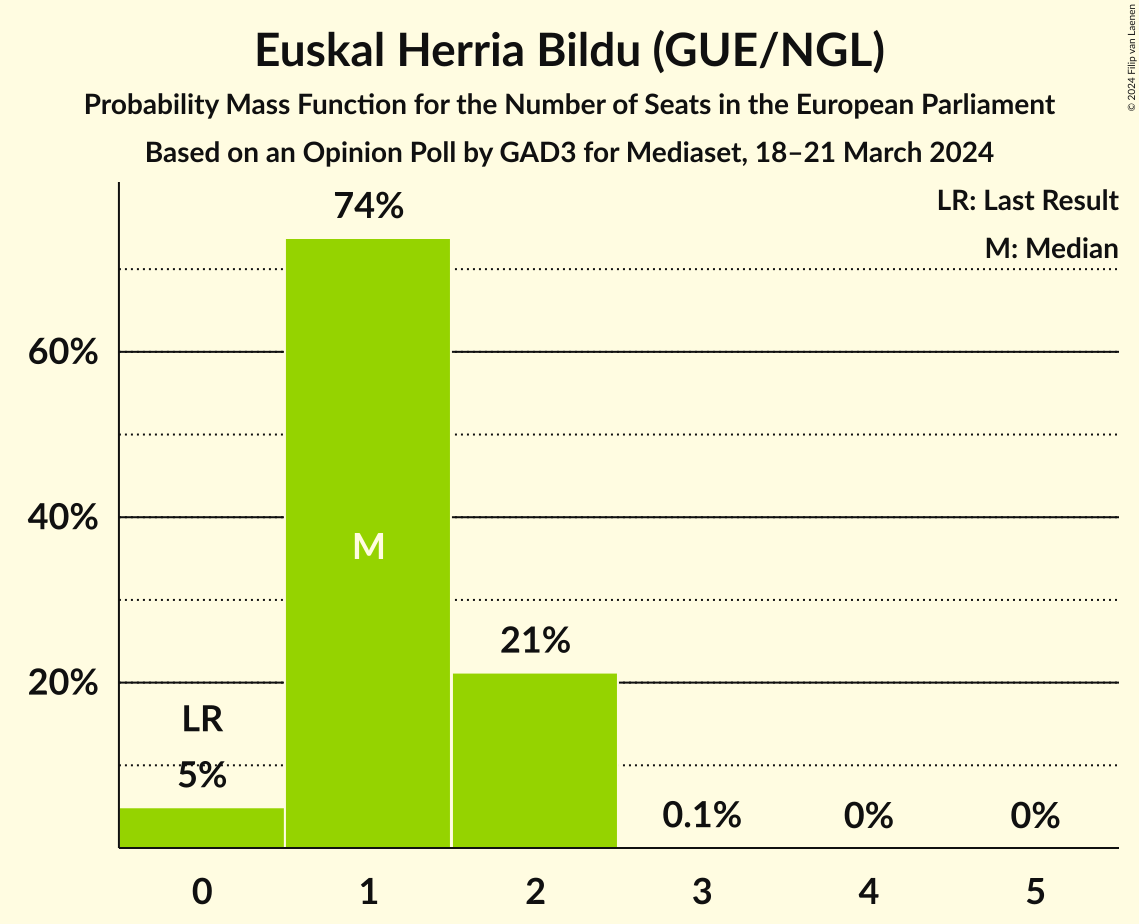 Euskal Herria Bildu (GUE/NGL)
Probability Mass Function for the Number of Seats in the European Parliament
Based on an Opinion Poll by GAD3 for Mediaset, 18–21 March 2024
© 2024 Filip van Laenen
LR: Last Result
M: Median
74%
60%
40%
M
21%
20%
LR
5%
0.1%
0%
0%
0 1 2 3 4 5